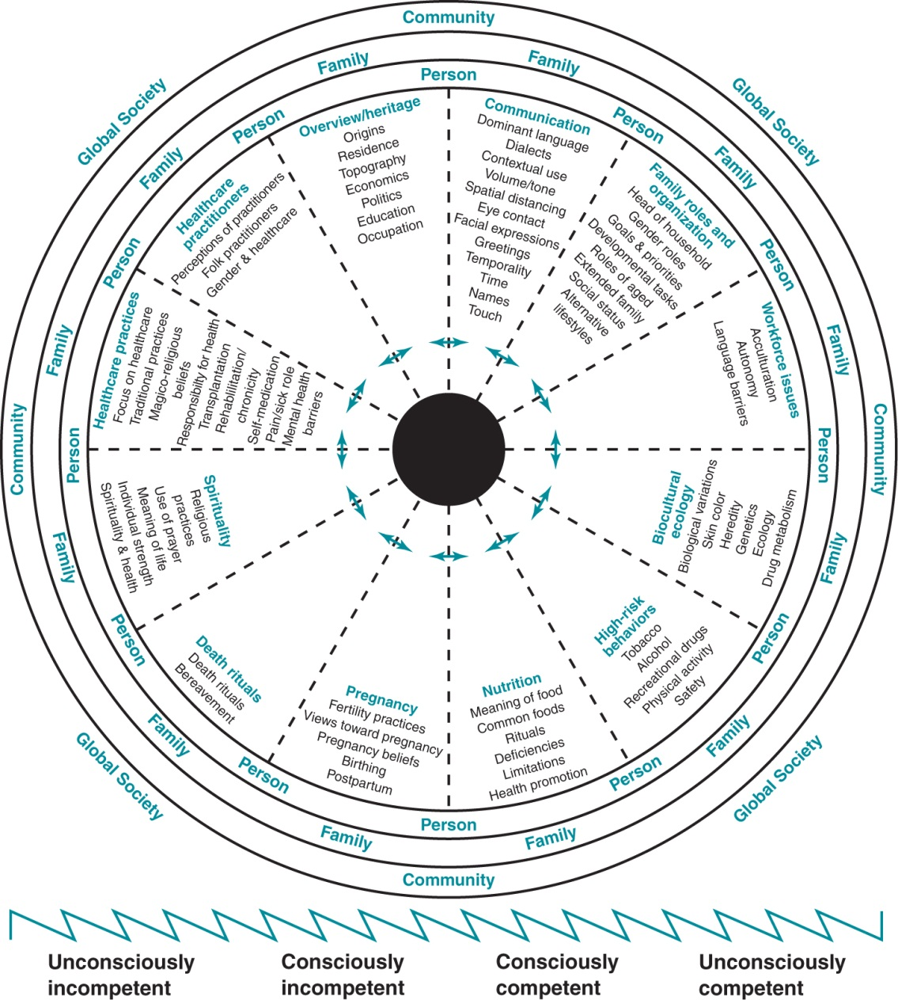 Community
Family
Family
Person
Global Society
Global Society
Person
Person
Family
Family
Person
Person
Family
Family
Community
Community
Person
Person
Family
Family
Person
Person
Family
Family
Person
Person
Global Society
Global Society
Person
Family
Family
Community
Overview/heritage
Origins
Residence
Topography
Economics
Politics
Education
Occupation
Communication
Dominant language
Dialects
Contextual use
Volume/tone
Spatial distancing
Eye contact
Facial expressions
Greetings
Temporality
Time
Names
Touch
Family roles and
organization
Head of household
Gender roles
Goals & priorities
Developmental tasks
Roles of aged
Extended family
Social status
Alternative
lifestyles
Workforce issues
Acculturation
Autonomy
Language barriers
Biocultural
ecology
Biological variations
Skin color
Heredity
Genetics
Ecology
Drug metabolism
High-risk
behaviors
Tobacco
Alcohol
Recreational drugs
Physical activity
Safety
Nutrition
Meaning of food
Common foods
Rituals
Deficiencies
Limitations
Health promotion
Pregnancy
Fertility practices
Views toward pregnancy
Pregnancy beliefs
Birthing
Postpartum
Death rituals
Death rituals
Bereavement
Spirituality
Religious
practices
Use of prayer
Meaning of life
Individual strength
Spirituality & health
Healthcare practices
Focus on healthcare
Traditional practices
Magico-religious
beliefs
Responsibility for health
Transplantation
Rehabilitation/
chronicity
Self-medication
Pain/sick role
Mental health
barriers
Healthcare
practitioners
Perceptions of practitioners
Folk practitioners
Gender & healthcare
Unconsciously
incompetent
Consciously
incompetent
Consciously
competent
Unconsciously
competent